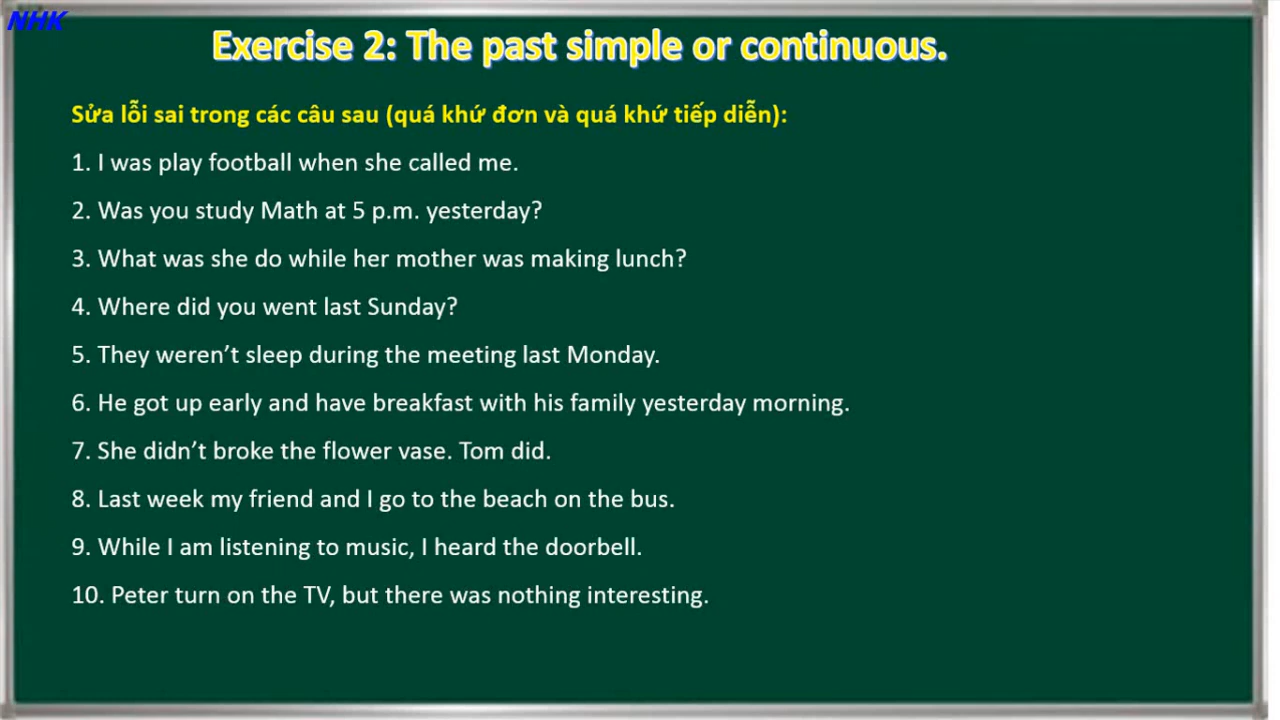 NHK
Exercise 2: The past simple or continuous.
Sửa lỗi sai trong các câu sau (quá khứ đơn và quá khứ tiếp diễn):
1. I was play football when she called me.
2. Was you study Math at 5 p.m. yesterday?
3. What was she do while her mother was making lunch?
4. Where did you went last Sunday?
5. They weren’t sleep during the meeting last Monday.
6. He got up early and have breakfast with his family yesterday morning.
7. She didn’t broke the flower vase. Tom did.
8. Last week my friend and I go to the beach on the bus.
9. While I am listening to music, I heard the doorbell.
10. Peter turn on the TV, but there was nothing interesting.